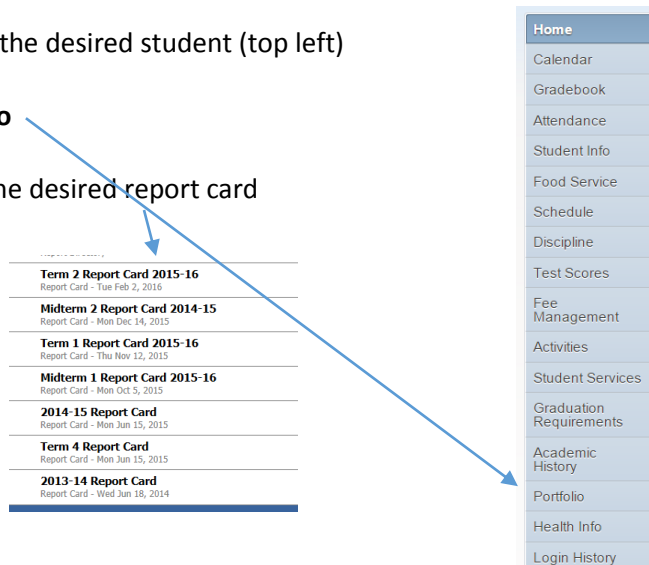 the desired student (top left)
o
he desired report card
Term 2 Report Card 2015-16
Report Card - Tue Feb 2, 2016
Midterm 2 Report Card 2014-15
Report Card - Mon Dec 14, 2015
Term 1 Report Card 2015-16
Report Card - Thu Nov 12, 2015
Midterm 1 Report Card 2015-16
Report Card - Mon Oct 5, 2015
2014-15 Report Card
Report Card - Mon Jun 15, 2015
Term 4 Report Card
Report Card - Mon Jun 15, 2015
2013-14 Report Card
Report Card - Wed Jun 18, 2014
Home
Calendar
Gradebook
Attendance
Student Info
Food Service
Schedule
Discipline
Test Scores
Fee
Management
Activities
Student Services
Graduation
Requirements
Academic
History
Portfolio
Health Info
Login History